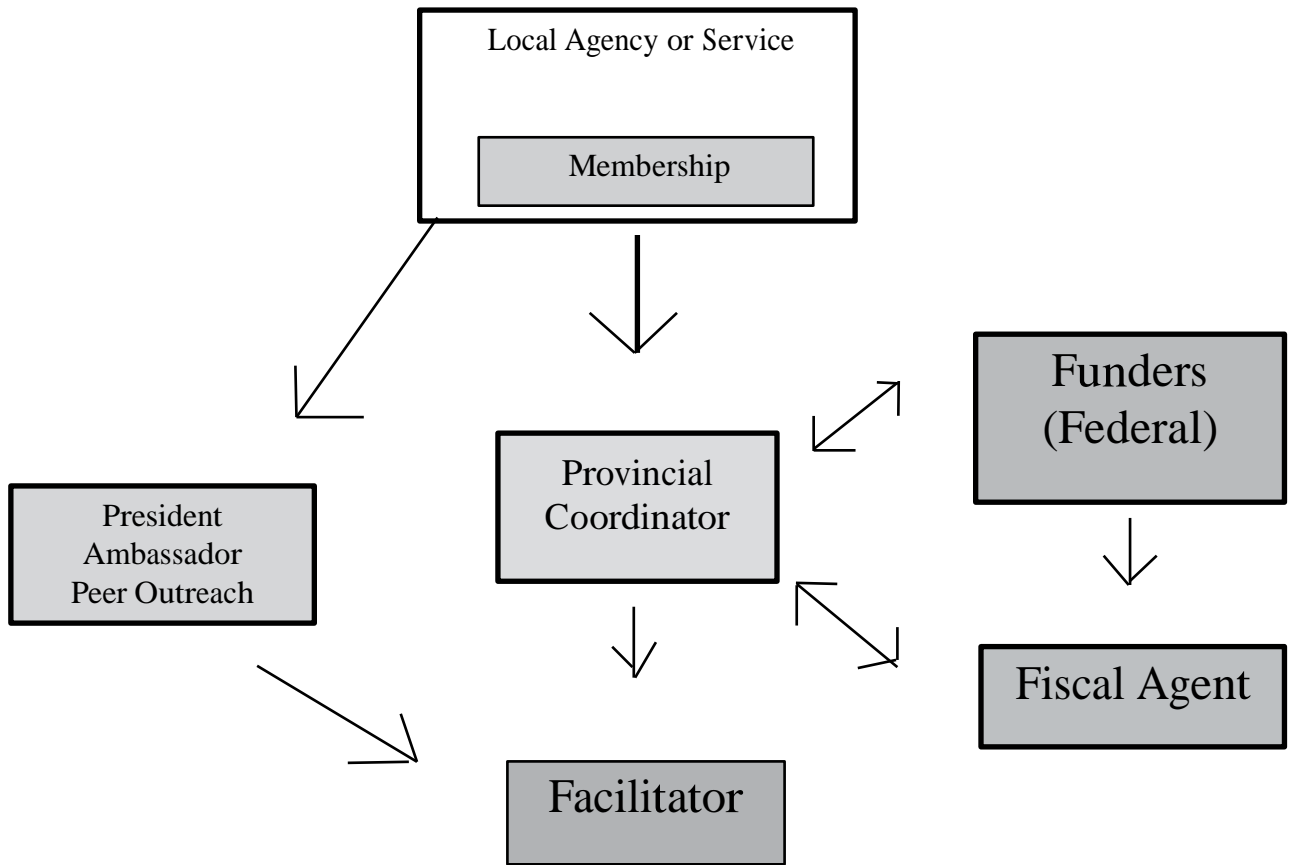 Local Agency or Service
Membership
Funders
(Federal)
Provincial
Coordinator
President
Ambassador
Peer Outreach
Fiscal Agent
Facilitator